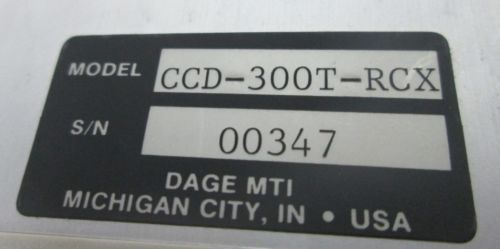 MODEL CCD-300T-RCX
S/N 00347
DAGE MTI
MICHIGAN CITY, IN • USA